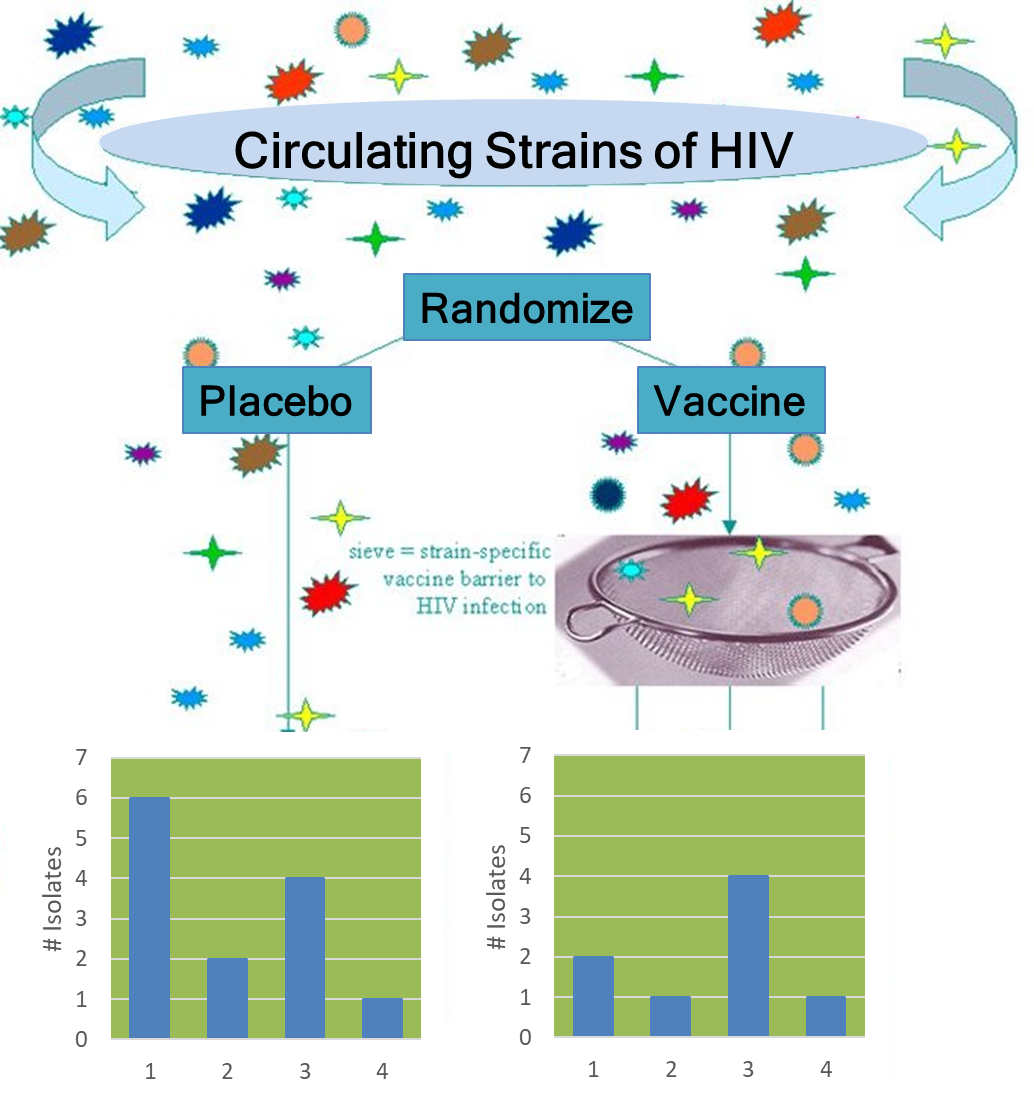 Circulating Strains of HIV
Randomize
Placebo
Vaccine
sieve = strain-specific
vaccine barrier to
HIV infection
7
6
5
4
3
2
1
0
# Isolates
1 2 3 4
7
6
5
4
3
2
1
0
# Isolates
1 2 3 4